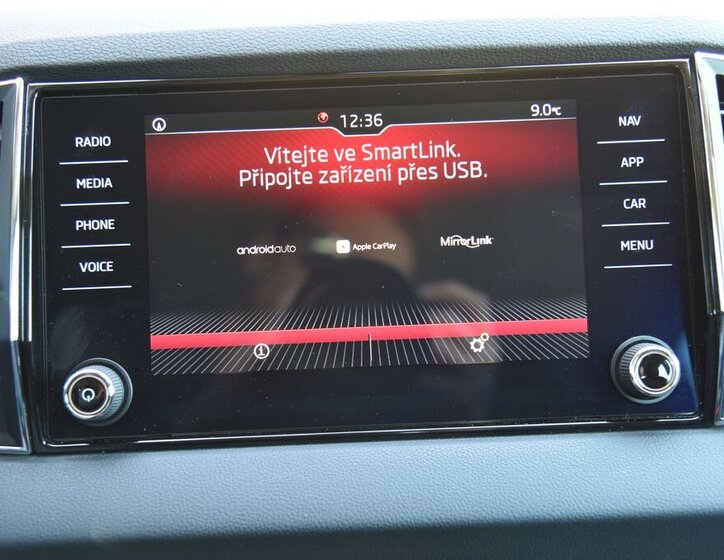 12:36
9.0°C
Vítejte ve SmartLink.
Připojte zařízení přes USB.
androidauto
Apple CarPlay
MirrorLink
RADIO
MEDIA
PHONE
VOICE
NAV
APP
CAR
MENU